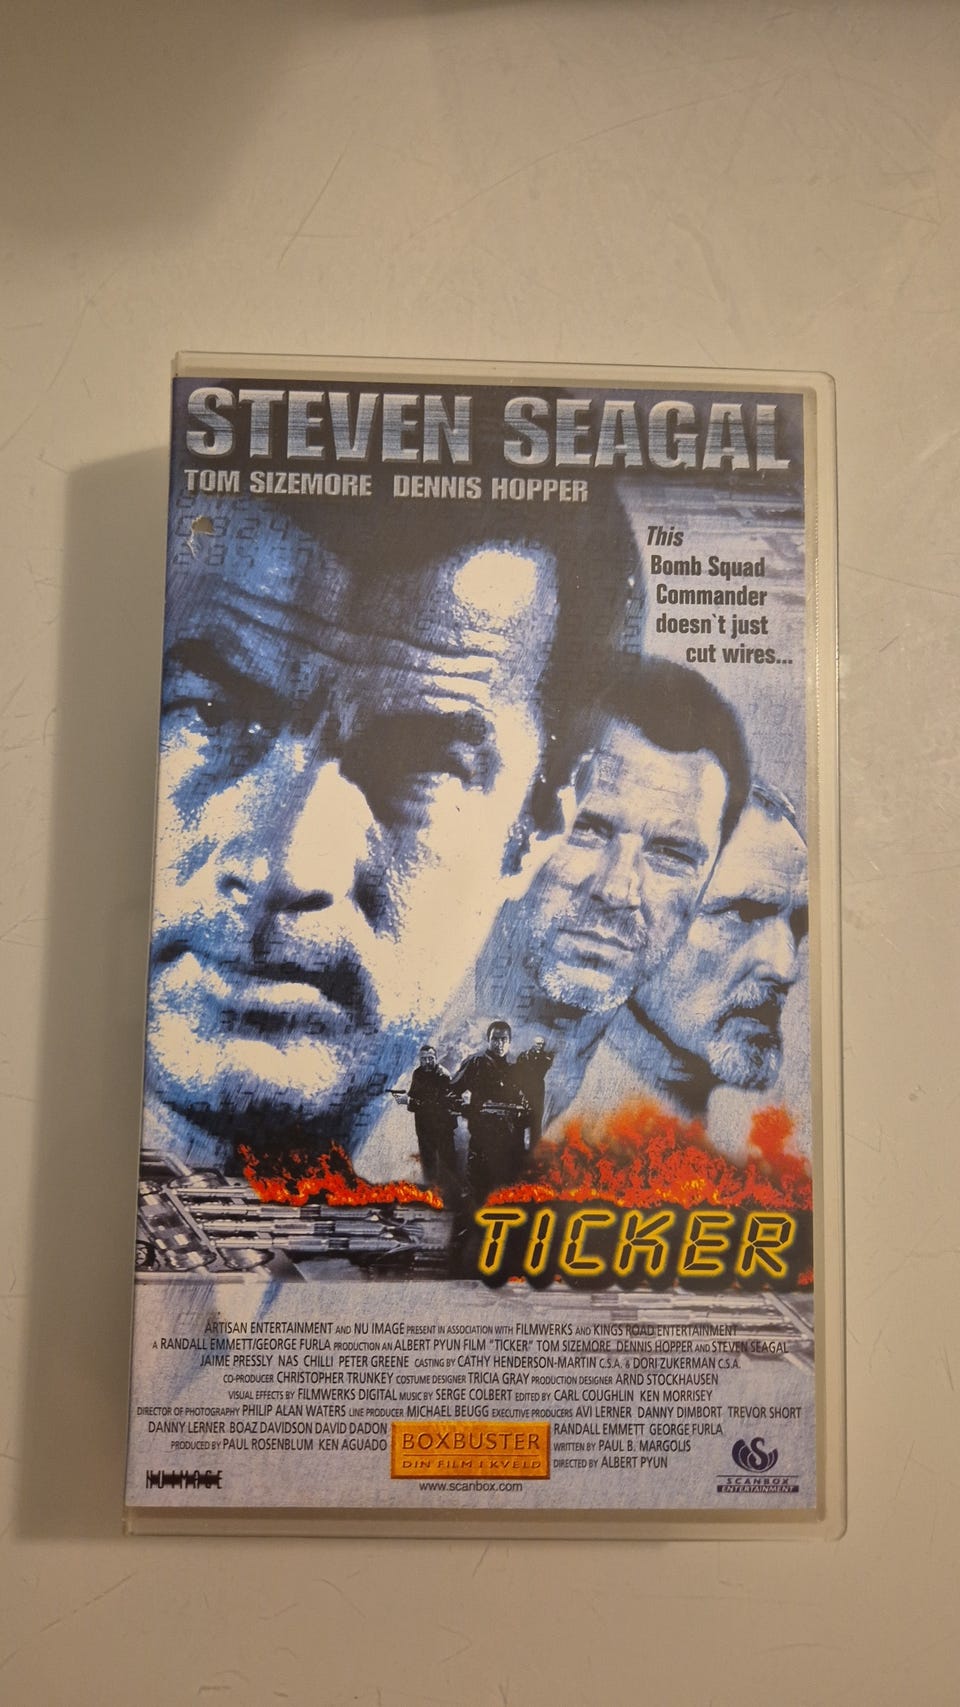 STEVEN SEAGAL
TOM SIZEMORE DENNIS HOPPER
This
Bomb Squad
Commander
doesn`t just
cut wires...
TICKER
ARTISAN ENTERTAINMENT AND NU IMAGE PRESENT IN ASSOCIATION WITH FILMWERKS AND KINGS ROAD ENTERTAINMENT
A RANDALL EMMETT/GEORGE FURLA PRODUCTION AN ALBERT PYUN FILM "TICKER" TOM SIZEMORE DENNIS HOPPER AND STEVEN SEAGAL
JAIME PRESSLY NAS CHILLI PETER GREENE CASTING BY CATHY HENDERSON-MARTIN C.S.A. & DORI ZUKERMAN C.S.A.
CO-PRODUCER CHRISTOPHER TRUNKEY COSTUME DESIGNER TRICIA GRAY PRODUCTION DESIGNER ARND STOCKHAUSEN
VISUAL EFFECTS BY FILMWERKS DIGITAL MUSIC BY SERGE COLBERT EDITED BY CARL COUGHLIN KEN MORRISEY
DIRECTOR OF PHOTOGRAPHY PHILIP ALAN WATERS LINE PRODUCER MICHAEL BEUGG EXECUTIVE PRODUCERS AVI LERNER DANNY DIMBORT TREVOR SHORT
DANNY LERNER BOAZ DAVIDSON DAVID DADON RANDALL EMMETT GEORGE FURLA
PRODUCED BY PAUL ROSENBLUM KEN AGUADO WRITTEN BY PAUL B. MARGOLIS
DIRECTED BY ALBERT PYUN
BOXBUSTER
DIN FILM I KVELD
www.scanbox.com
NU IMAGE
SCANBOX
ENTERTAINMENT